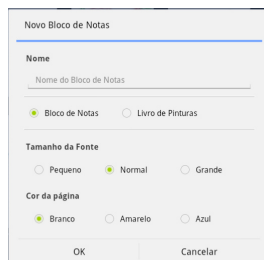 Novo Bloco de Notas
Nome
Nome do Bloco de Notas
Bloco de Notas Livro de Pinturas
Tamanho da Fonte
Pequeno Normal Grande
Cor da página
Branco Amarelo Azul
OK Cancelar